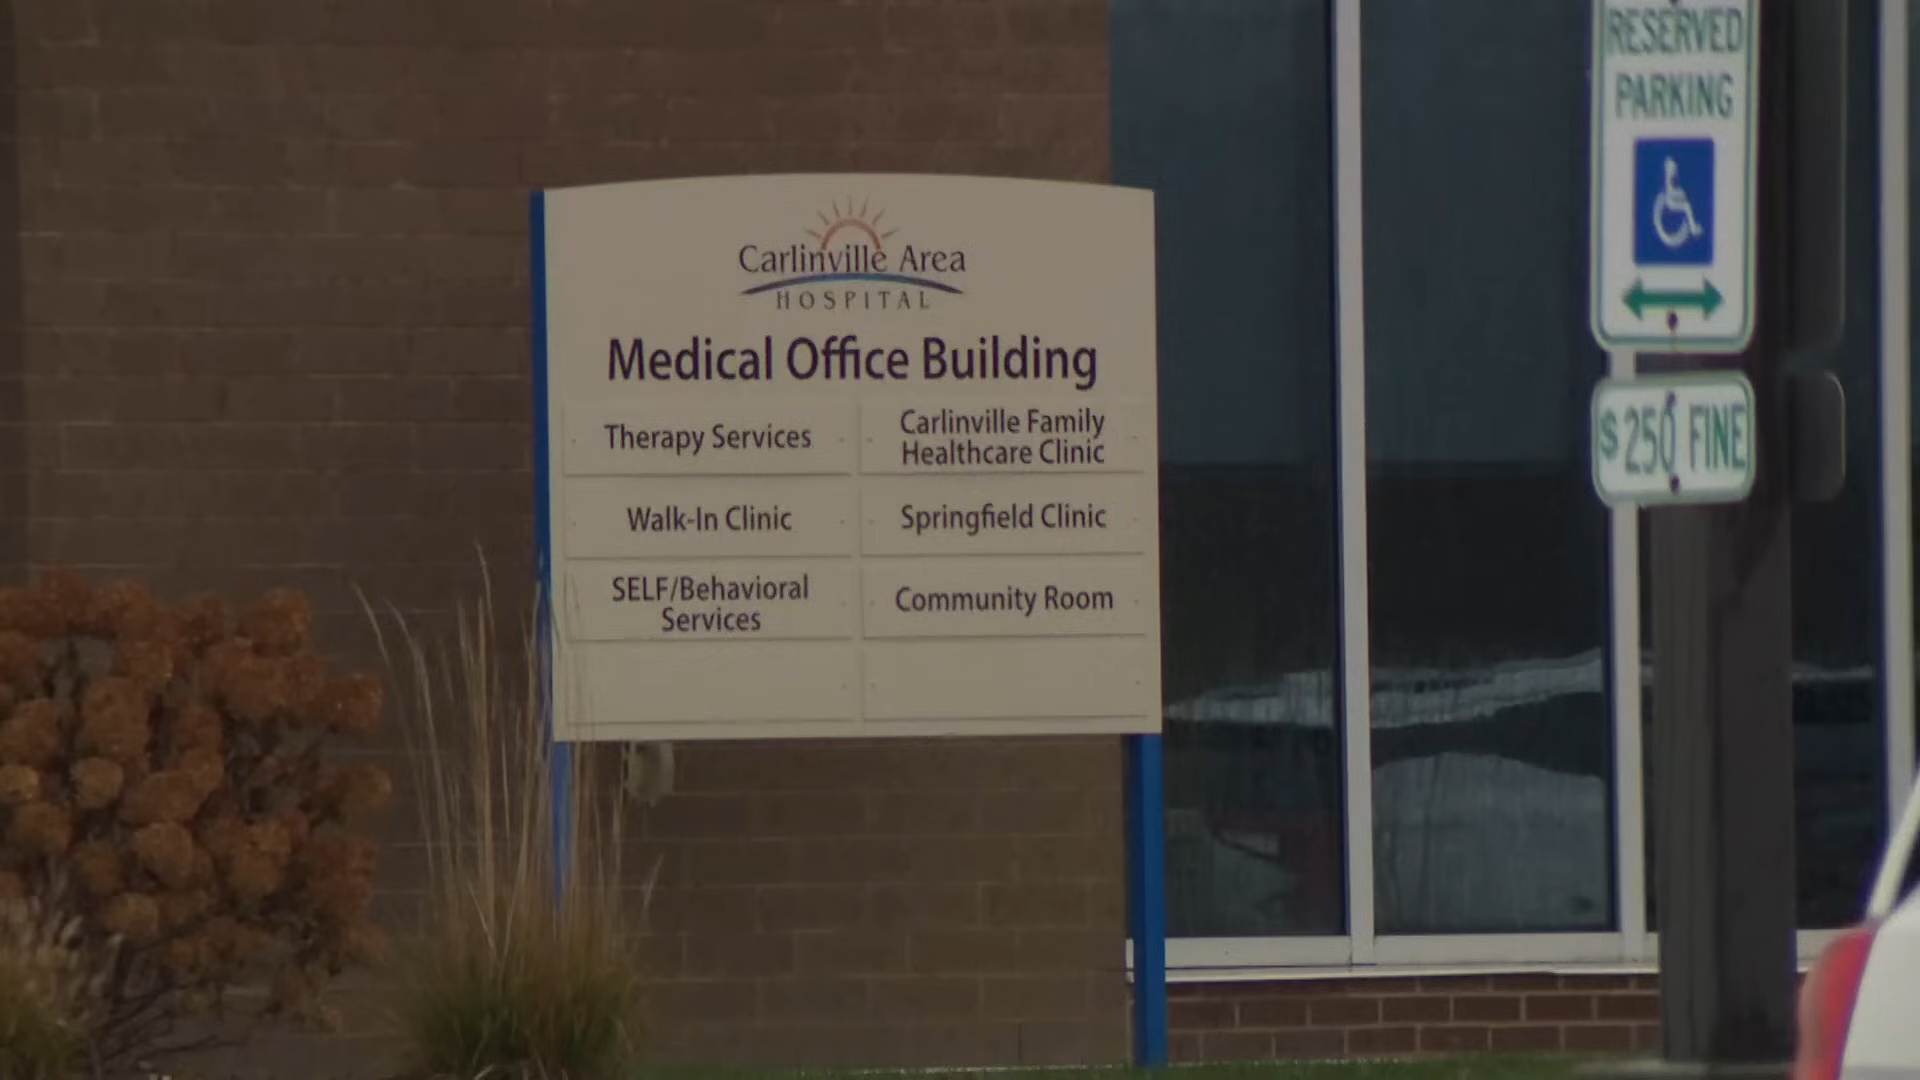 Carlinville Area
HOSPITAL
Medical Office Building
Therapy Services
Carlinville Family
Healthcare Clinic
Walk-In Clinic
Springfield Clinic
SELF/Behavioral
Services
Community Room
RESERVED
PARKING
$250 FINE